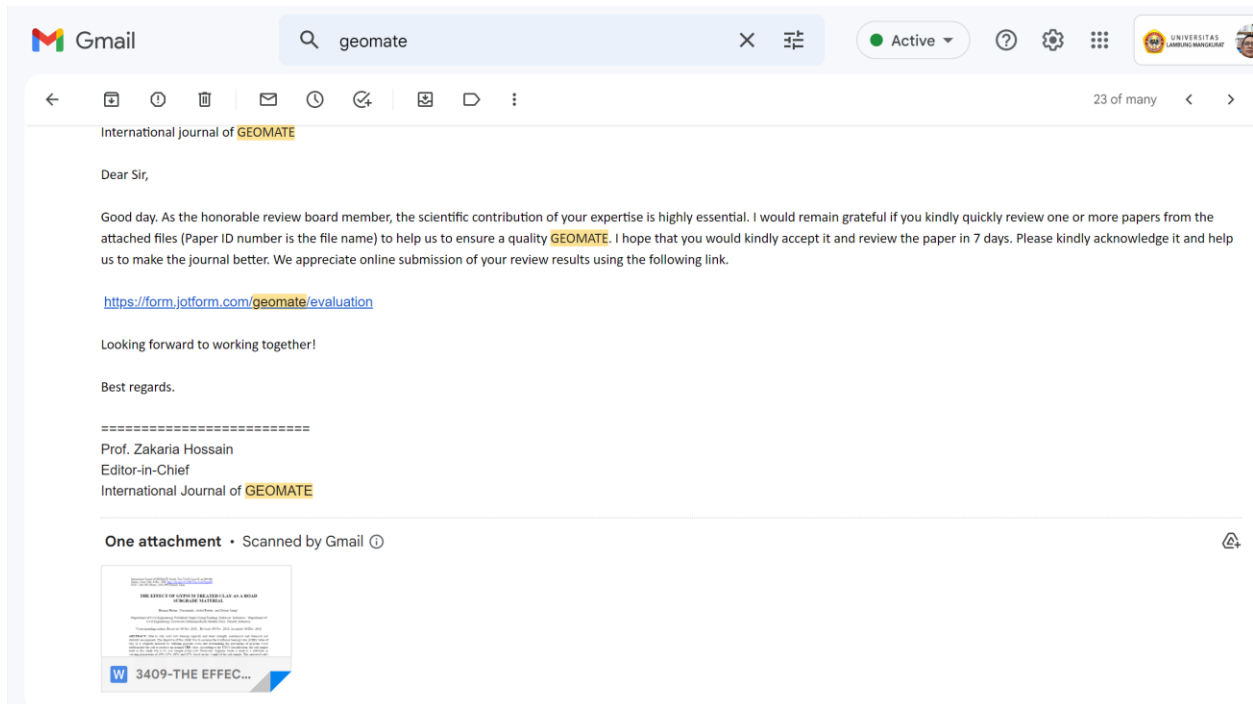 Gmail
geomate
Active
UNIVERSITAS
LAMBUNG MANGKURAT
23 of many
International journal of GEOMATE
Dear Sir,
Good day. As the honorable review board member, the scientific contribution of your expertise is highly essential. I would remain grateful if you kindly quickly review one or more papers from the
attached files (Paper ID number is the file name) to help us to ensure a quality GEOMATE. I hope that you would kindly accept it and review the paper in 7 days. Please kindly acknowledge it and help
us to make the journal better. We appreciate online submission of your review results using the following link.
https://form.jotform.com/geomate/evaluation
Looking forward to working together!
Best regards.
==========================
Prof. Zakaria Hossain
Editor-in-Chief
International Journal of GEOMATE
One attachment • Scanned by Gmail
THE EFFECT OF GYPSUM TREATED CLAY AS A ROAD
SUBGRADE MATERIAL
W 3409-THE EFFEC...